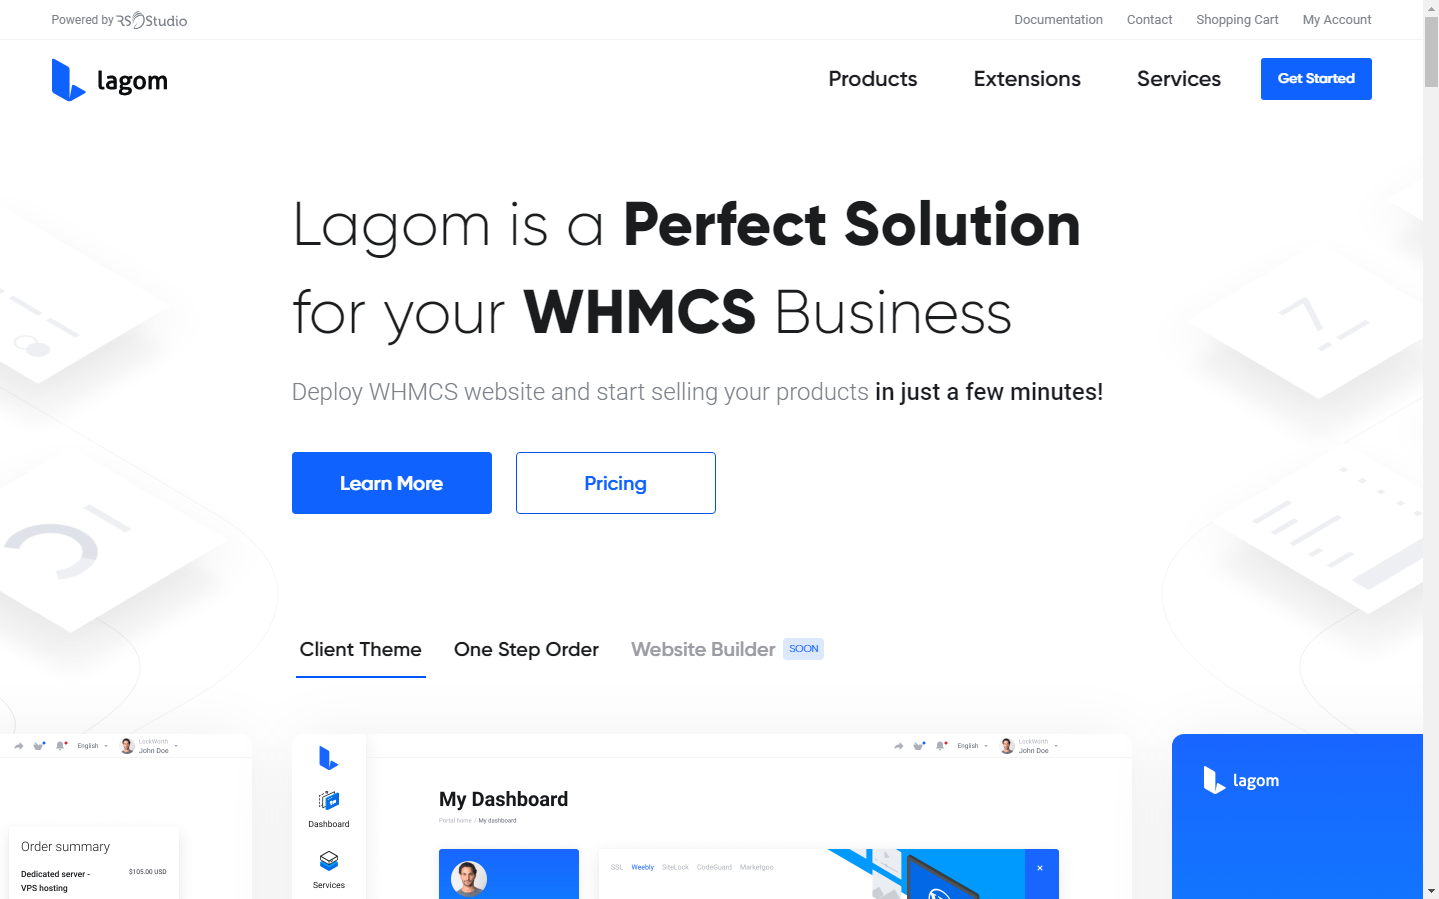 Powered by RSStudio
Documentation
Contact
Shopping Cart
My Account
lagom
Products
Extensions
Services
Get Started
Lagom is a Perfect Solution
for your WHMCS Business
Deploy WHMCS website and start selling your products in just a few minutes!
Learn More
Pricing
Client Theme
One Step Order
Website Builder SOON
English
LockWorth
John Doe
Order summary
Dedicated server - $105.00 USD
VPS hosting
English
LockWorth
John Doe
Dashboard
Services
My Dashboard
Portal home / My dashboard
SSL Weebly SiteLock CodeGuard Marketgoo
lagom